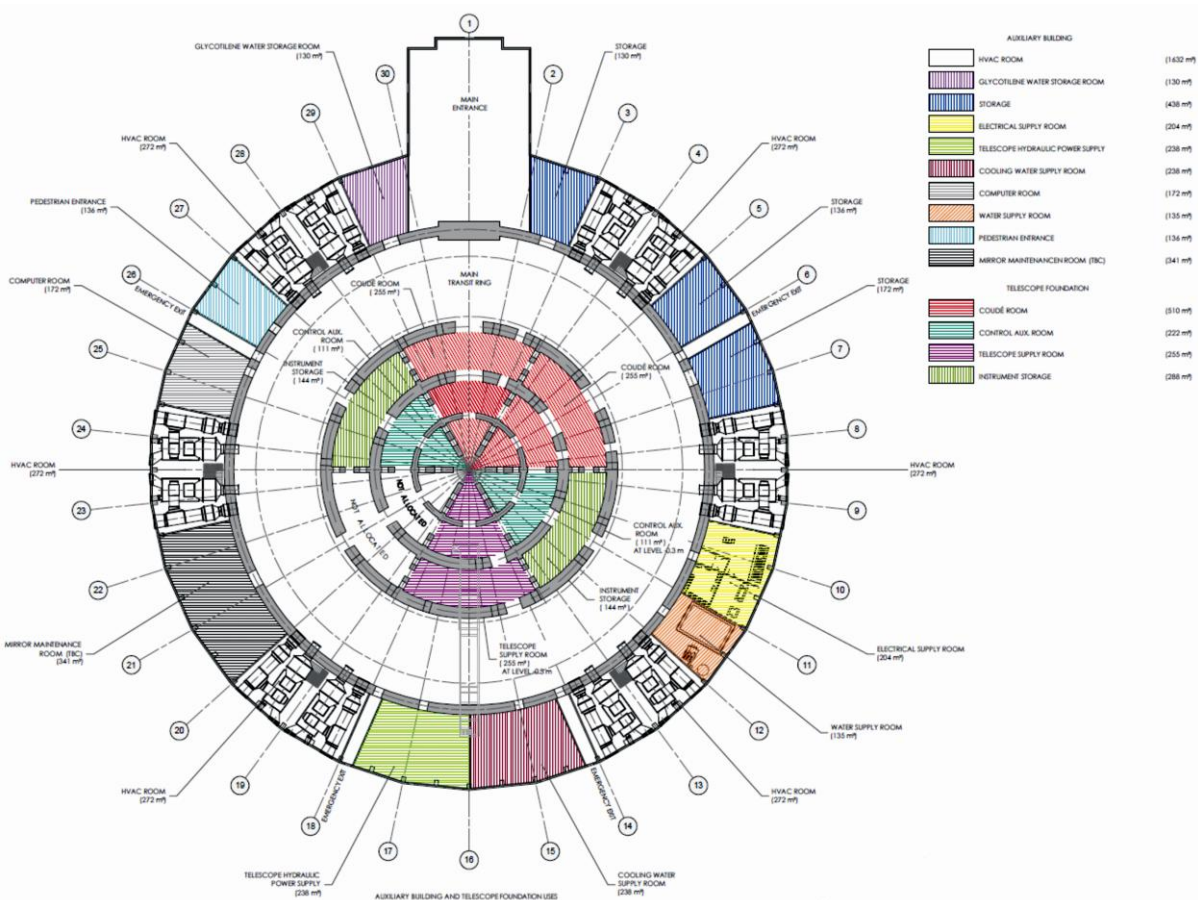 1
GLYCOTILENE WATER STORAGE ROOM
(130 m²)
STORAGE
(130 m²)
30
2
MAIN
ENTRANCE
29
3
HVAC ROOM
(272 m²)
28
4
HVAC ROOM
(272 m²)
PEDESTRIAN ENTRANCE
(136 m²)
27
5
STORAGE
(136 m²)
26
EMERGENCY EXIT
COMPUTER ROOM
(172 m²)
6
EMERGENCY EXIT
STORAGE
(172 m²)
MAIN
TRANSIT RING
COUDÉ ROOM
( 255 m²)
CONTROL AUX.
ROOM
( 111 m²)
INSTRUMENT
STORAGE
( 144 m²)
25
7
COUDÉ ROOM
( 255 m²)
24
8
HVAC ROOM
(272 m²)
HVAC ROOM
(272 m²)
NOT ALLOCATED
NOT ALLOCATED
23
9
CONTROL AUX.
ROOM
( 111 m²)
AT LEVEL -0.3 m
INSTRUMENT
STORAGE
( 144 m²)
22
10
MIRROR MAINTENANCE
ROOM (TBC)
(341 m²)
21
TELESCOPE
SUPPLY ROOM
( 255 m²)
AT LEVEL -0.3 m
11
ELECTRICAL SUPPLY ROOM
(204 m²)
20
12
WATER SUPPLY ROOM
(135 m²)
19
13
HVAC ROOM
(272 m²)
HVAC ROOM
(272 m²)
18
EMERGENCY EXIT
EMERGENCY EXIT
14
17
16
15
TELESCOPE HYDRAULIC
POWER SUPPLY
(238 m²)
COOLING WATER
SUPPLY ROOM
(238 m²)
AUXILIARY BUILDING AND TELESCOPE FOUNDATION USES
AUXILIARY BUILDING
HVAC ROOM (1632 m²)
GLYCOTILENE WATER STORAGE ROOM (130 m²)
STORAGE (438 m²)
ELECTRICAL SUPPLY ROOM (204 m²)
TELESCOPE HYDRAULIC POWER SUPPLY (238 m²)
COOLING WATER SUPPLY ROOM (238 m²)
COMPUTER ROOM (172 m²)
WATER SUPPLY ROOM (135 m²)
PEDESTRIAN ENTRANCE (136 m²)
MIRROR MAINTENANCEN ROOM (TBC) (341 m²)
TELESCOPE FOUNDATION
COUDÉ ROOM (510 m²)
CONTROL AUX. ROOM (222 m²)
TELESCOPE SUPPLY ROOM (255 m²)
INSTRUMENT STORAGE (288 m²)